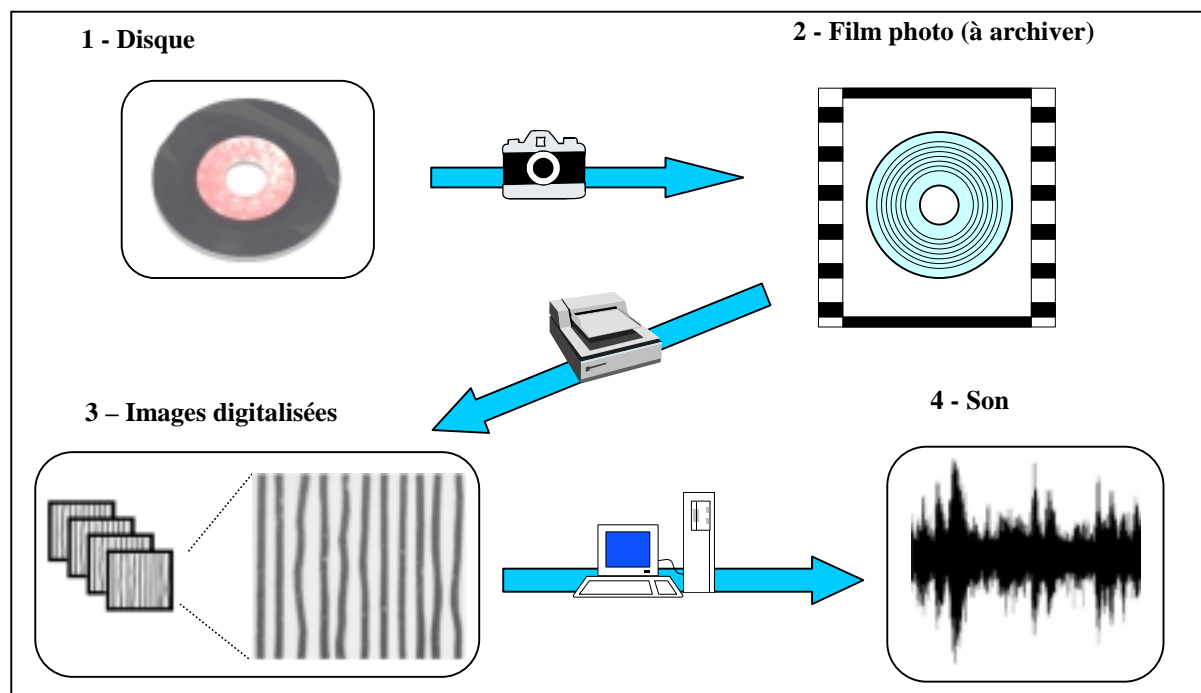 1 - Disque
2 - Film photo (à archiver)
3 – Images digitalisées
4 - Son